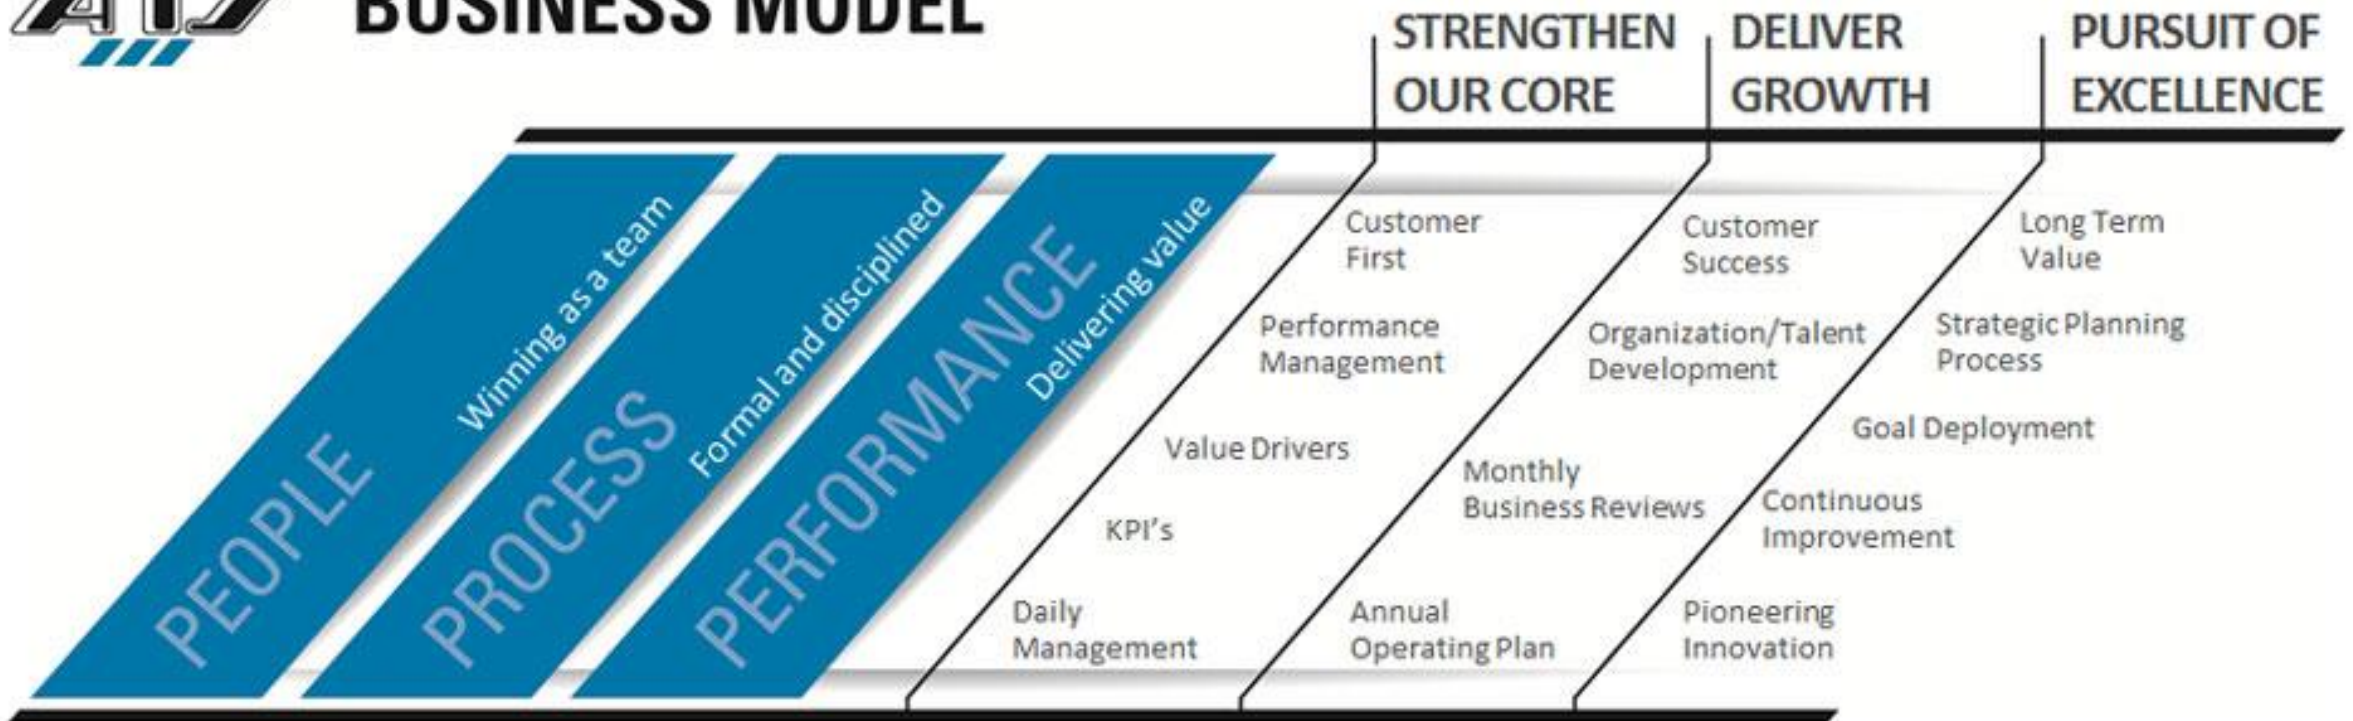 BUSINESS MODEL
STRENGTHEN
OUR CORE
DELIVER
GROWTH
PURSUIT OF
EXCELLENCE
PEOPLE
Winning as a team
PROCESS
Formal and disciplined
PERFORMANCE
Delivering value
Customer
First
Performance
Management
Value Drivers
KPI's
Daily
Management
Customer
Success
Organization/Talent
Development
Monthly
Business Reviews
Annual
Operating Plan
Long Term
Value
Strategic Planning
Process
Goal Deployment
Continuous
Improvement
Pioneering
Innovation